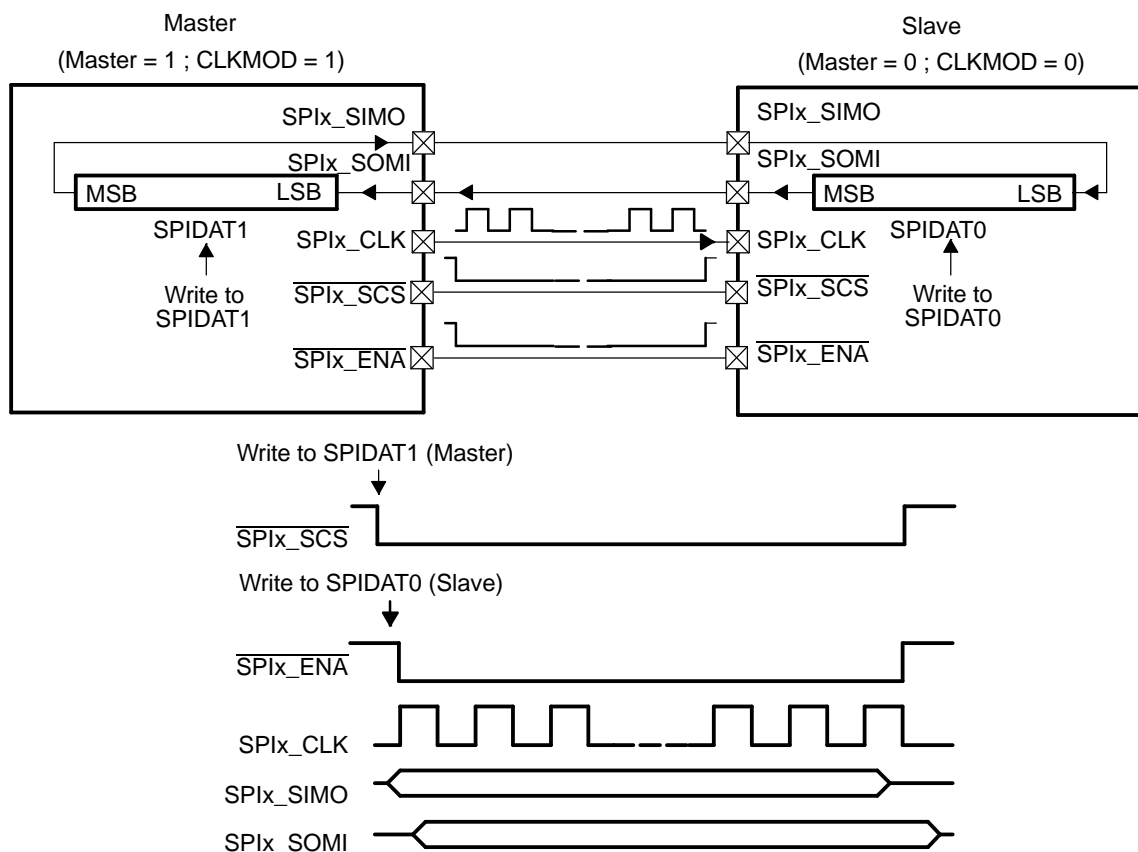 Master
(Master = 1 ; CLKMOD = 1)
Slave
(Master = 0 ; CLKMOD = 0)
SPIx_SIMO
SPIx_SIMO
SPIx_SOMI
SPIx_SOMI
MSB LSB
MSB LSB
SPIDAT1
SPIx_CLK
SPIx_CLK
SPIDAT0
Write to
SPIDAT1
SPIx_SCS
SPIx_SCS
Write to
SPIDAT0
SPIx_ENA
SPIx_ENA
Write to SPIDAT1 (Master)
SPIx_SCS
Write to SPIDAT0 (Slave)
SPIx_ENA
SPIx_CLK
SPIx_SIMO
SPIx_SOMI